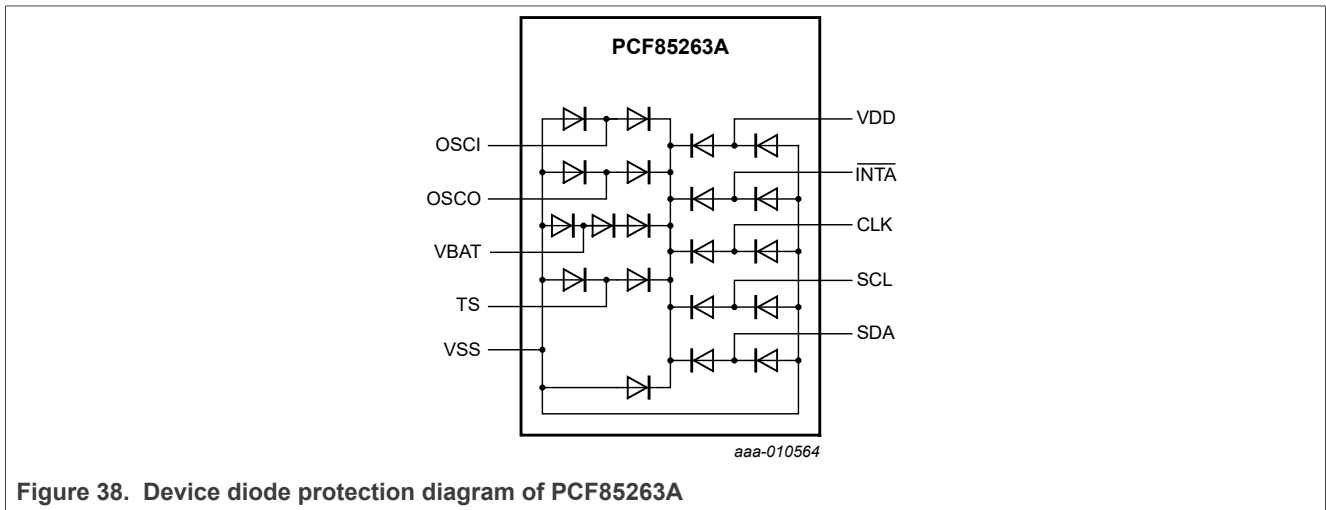 PCF85263A
OSCI
OSCO
VBAT
TS
VSS
VDD
INTA
CLK
SCL
SDA
aaa-010564
Figure 38. Device diode protection diagram of PCF85263A